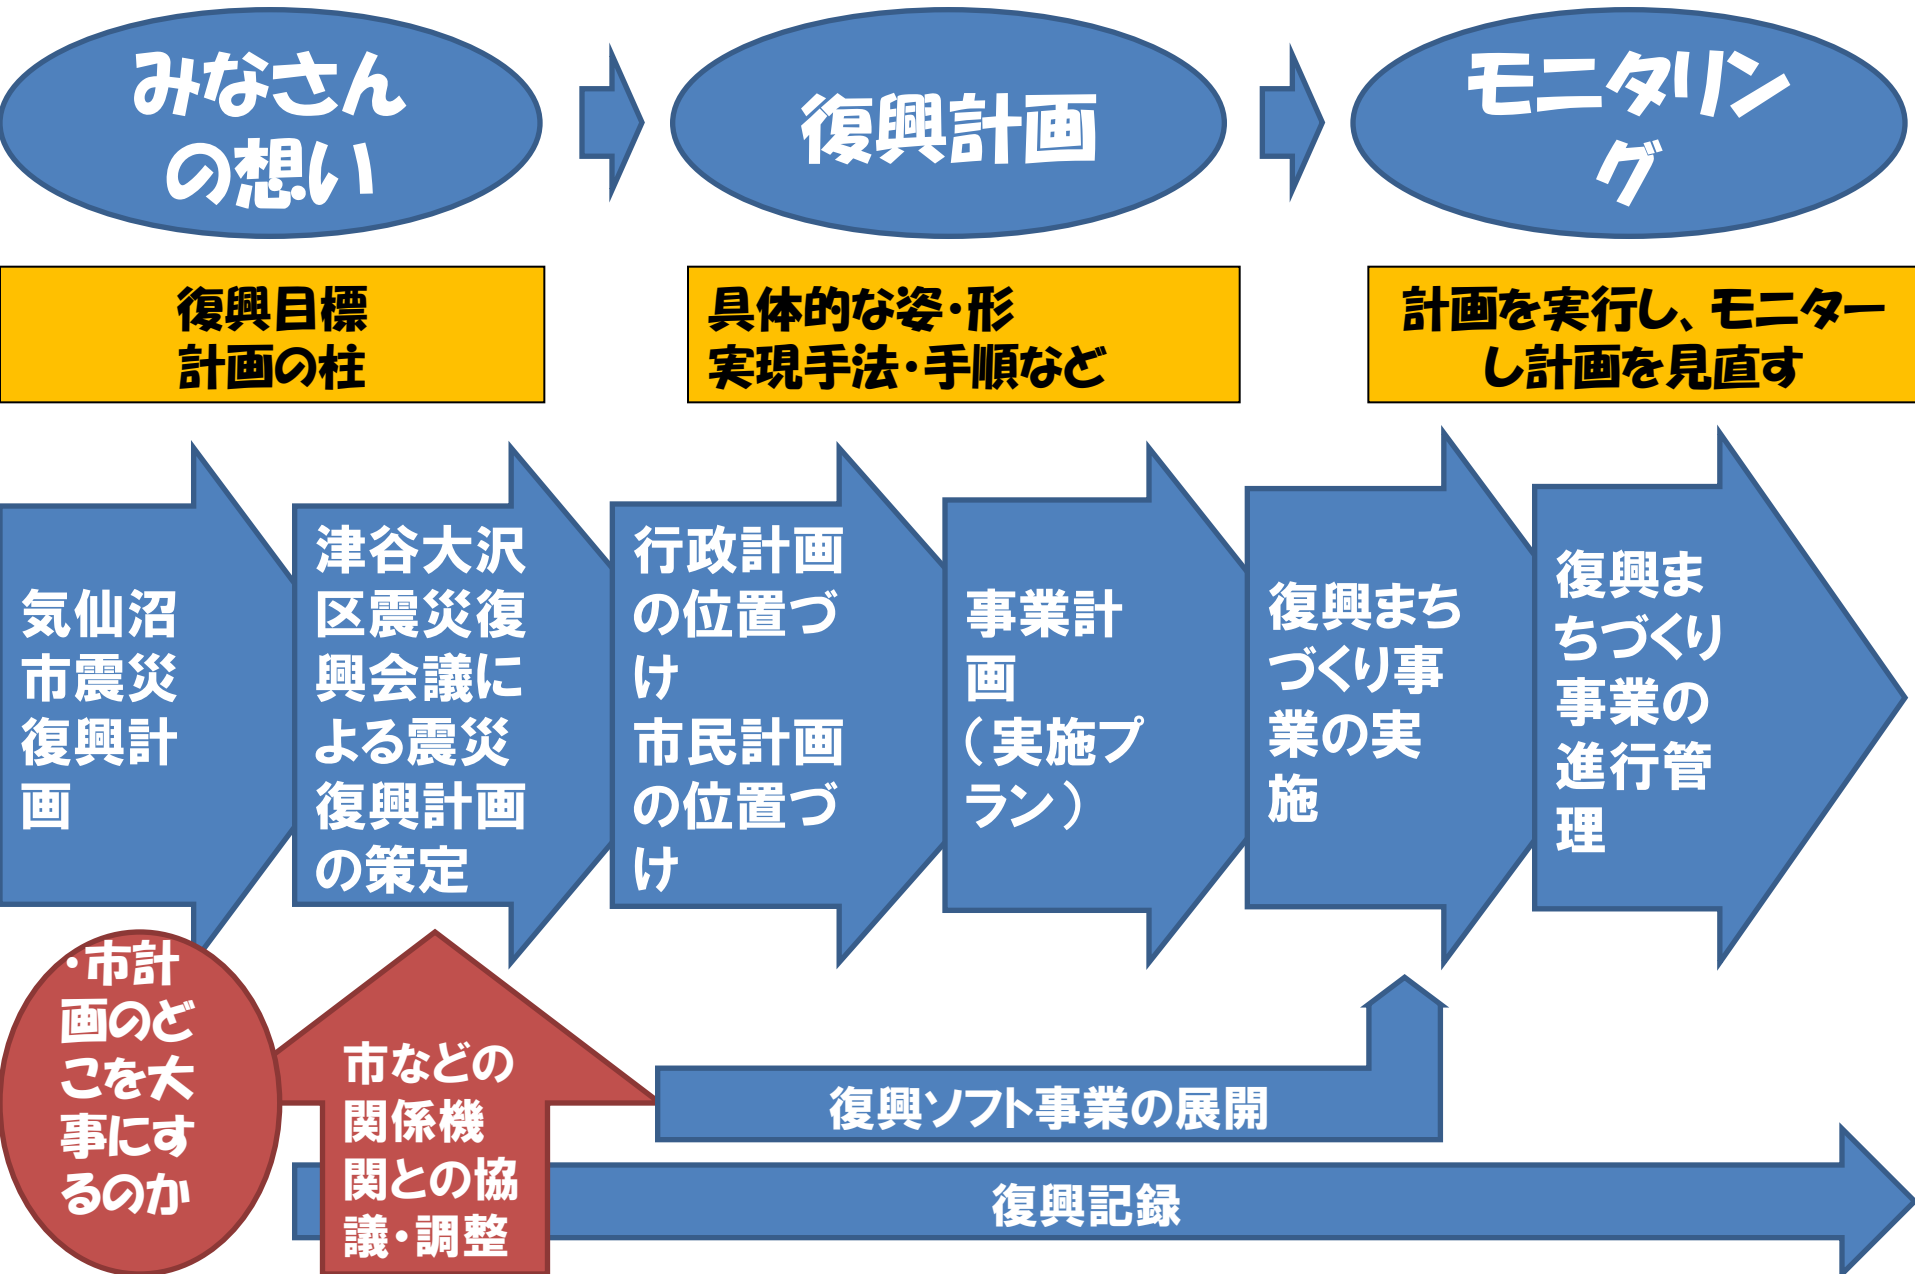 みなさん
の想い
復興計画
モニタリン
グ
復興目標
計画の柱
具体的な姿・形
実現手法・手順など
計画を実行し、モニター
し計画を見直す
気仙沼
市震災
復興計
画
津谷大沢
区震災復
興会議に
よる震災
復興計画
の策定
行政計画
の位置づ
け
市民計画
の位置づ
け
事業計
画
（実施プ
ラン）
復興まち
づくり事
業の実
施
復興ま
ちづくり
事業の
進行管
理
・市計
画のど
こを大
事にす
るのか
市などの
関係機
関との協
議・調整
復興ソフト事業の展開
復興記録